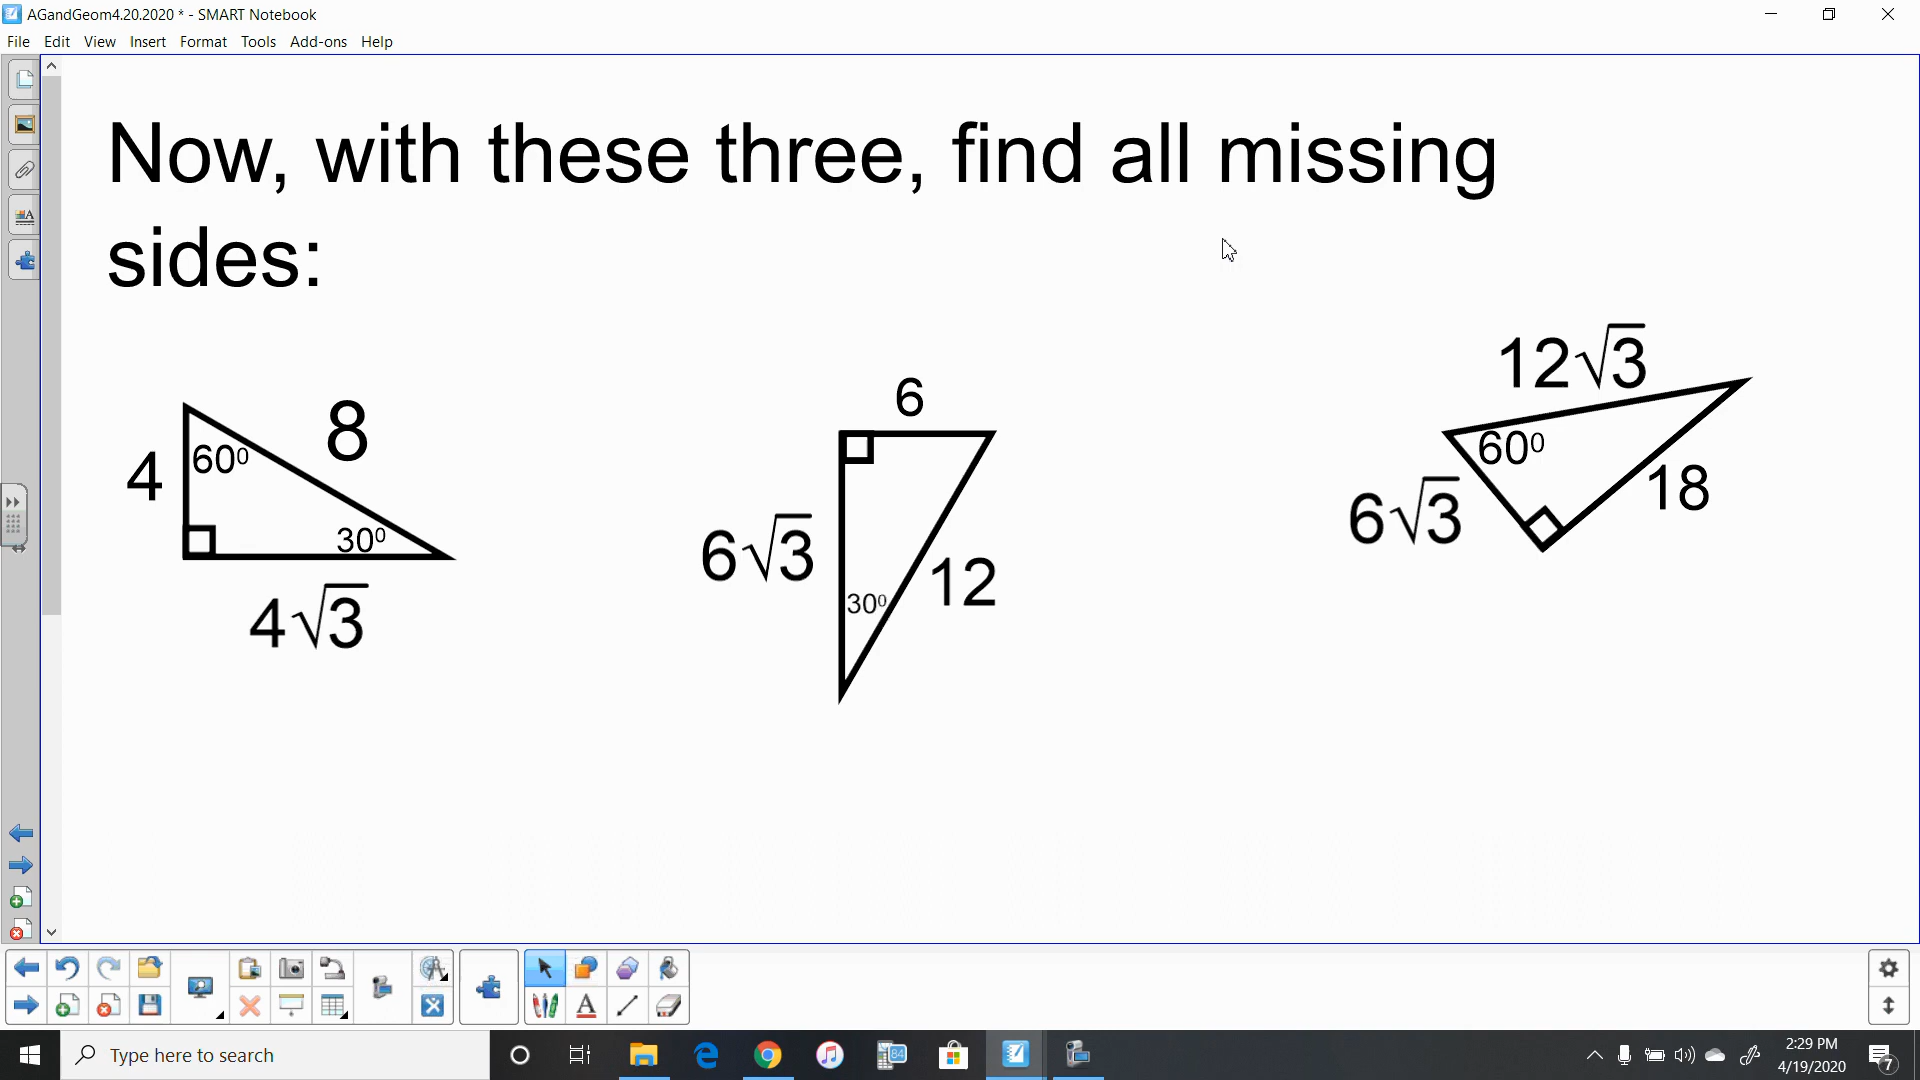 AGandGeom4.20.2020 * - SMART Notebook
File Edit View Insert Format Tools Add-ons Help
Now, with these three, find all missing
sides:
4
60⁰
8
30⁰
4√3
6
6√3
30⁰
12
12√3
60⁰
6√3
18
A
A
84
Type here to search
2:29 PM
4/19/2020
7